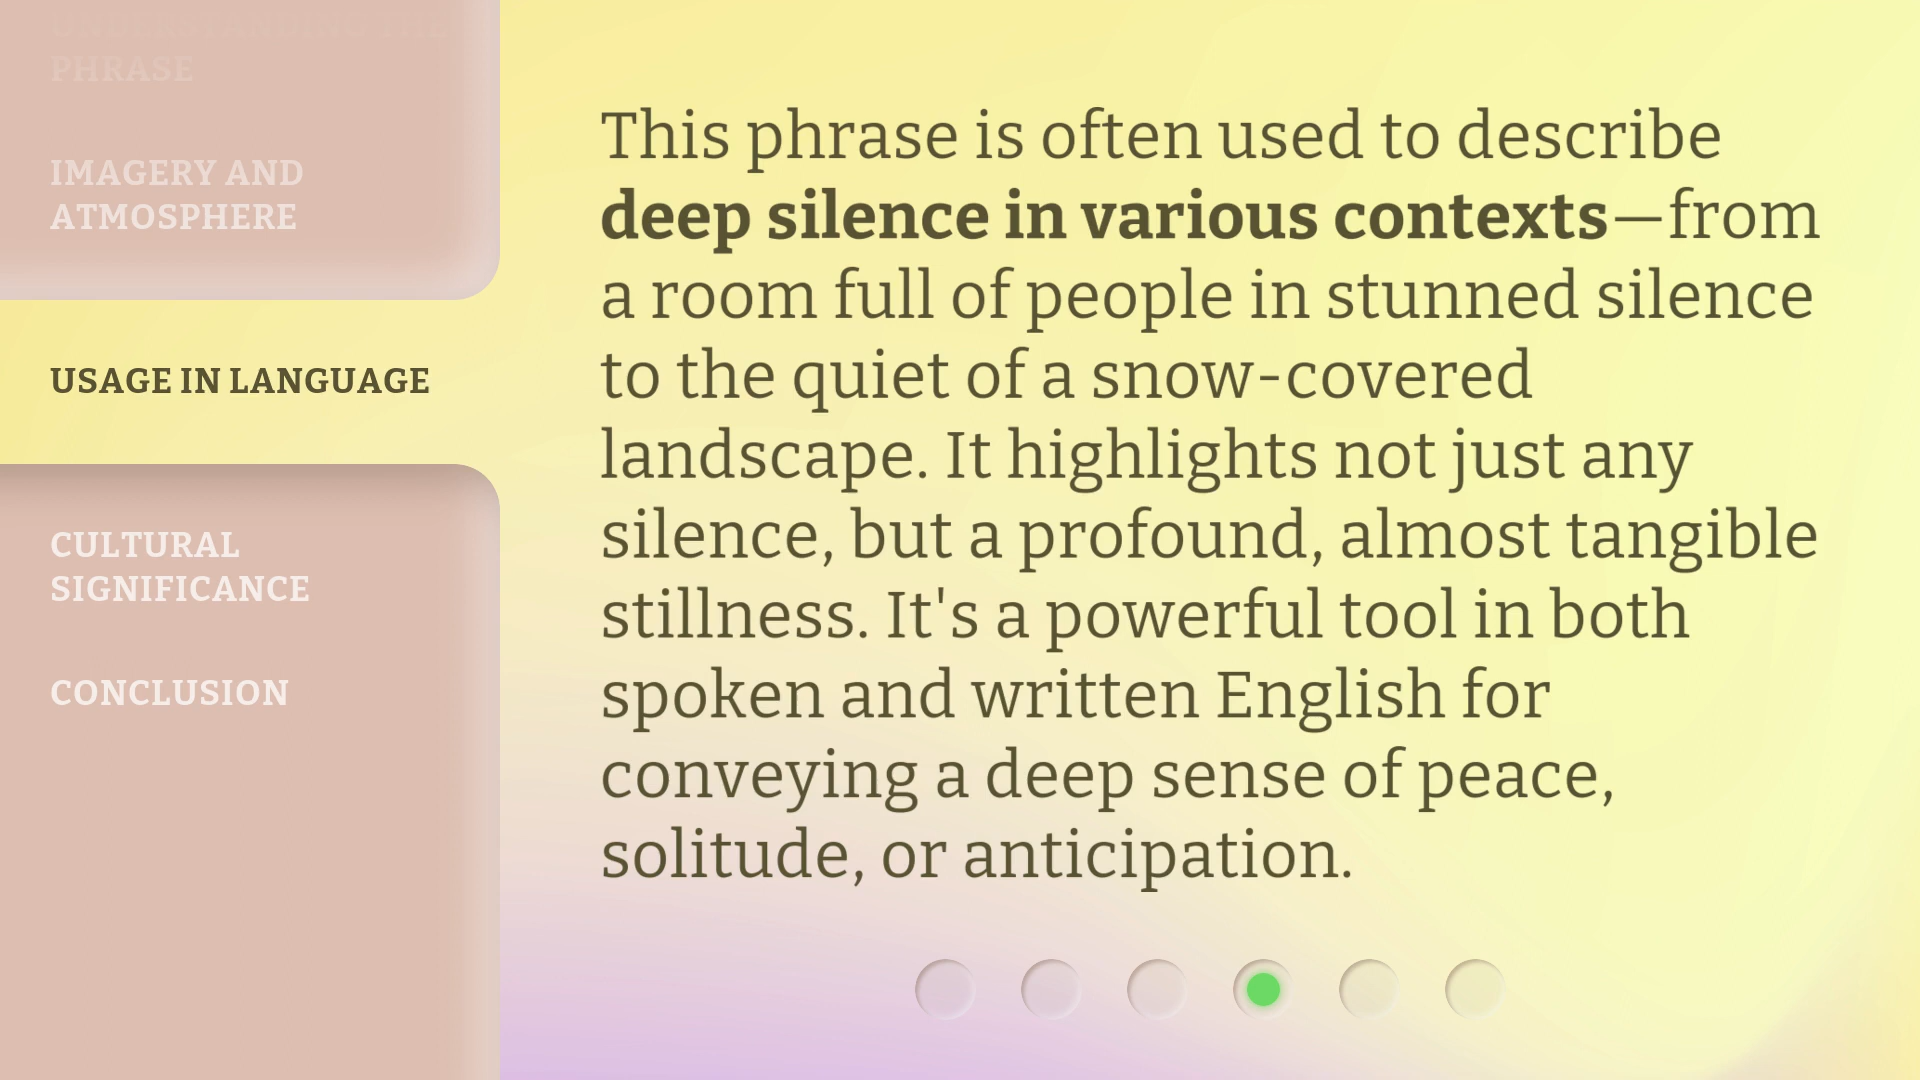 UNDERSTANDING THE
PHRASE
IMAGERY AND
ATMOSPHERE
USAGE IN LANGUAGE
CULTURAL
SIGNIFICANCE
CONCLUSION
This phrase is often used to describe
deep silence in various contexts—from
a room full of people in stunned silence
to the quiet of a snow-covered
landscape. It highlights not just any
silence, but a profound, almost tangible
stillness. It's a powerful tool in both
spoken and written English for
conveying a deep sense of peace,
solitude, or anticipation.